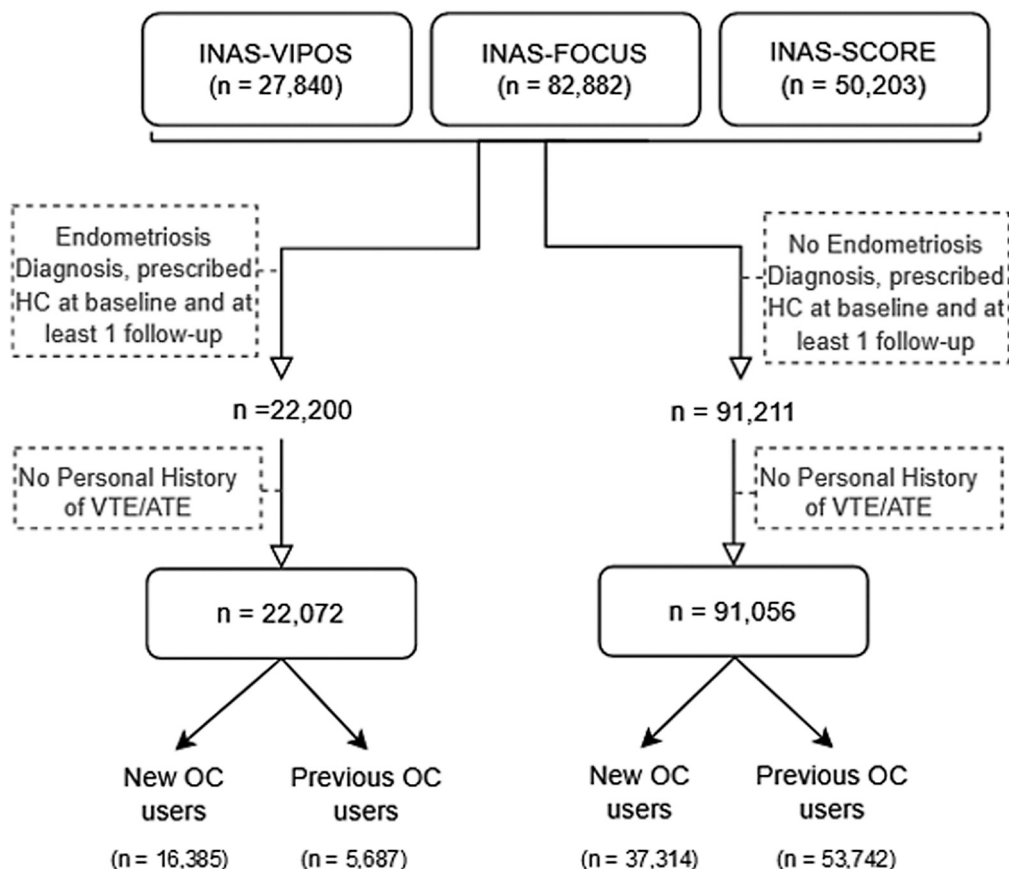 INAS-VIPOS
(n = 27,840)
INAS-FOCUS
(n = 82,882)
INAS-SCORE
(n = 50,203)
Endometriosis
Diagnosis, prescribed
HC at baseline and at
least 1 follow-up
No Endometriosis
Diagnosis, prescribed
HC at baseline and at
least 1 follow-up
n =22,200
n = 91,211
No Personal History
of VTE/ATE
No Personal History
of VTE/ATE
n = 22,072
n = 91,056
New OC
users
(n = 16,385)
Previous OC
users
(n = 5,687)
New OC
users
(n = 37,314)
Previous OC
users
(n = 53,742)